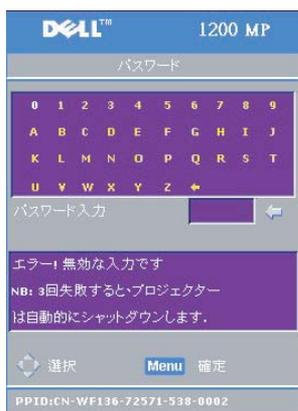 DELL™ 1200 MP
パスワード
0 1 2 3 4 5 6 7 8 9
A B C D E F G H I J
K L M N O P Q R S T
U V W X Y Z ←
パスワード入力 ⇦
エラー! 無効な入力です
NB: 3回失敗すると、プロジェクター
は自動的にシャットダウンします.
選択 Menu 確定
PPID:CN-WF136-72571-538-0002